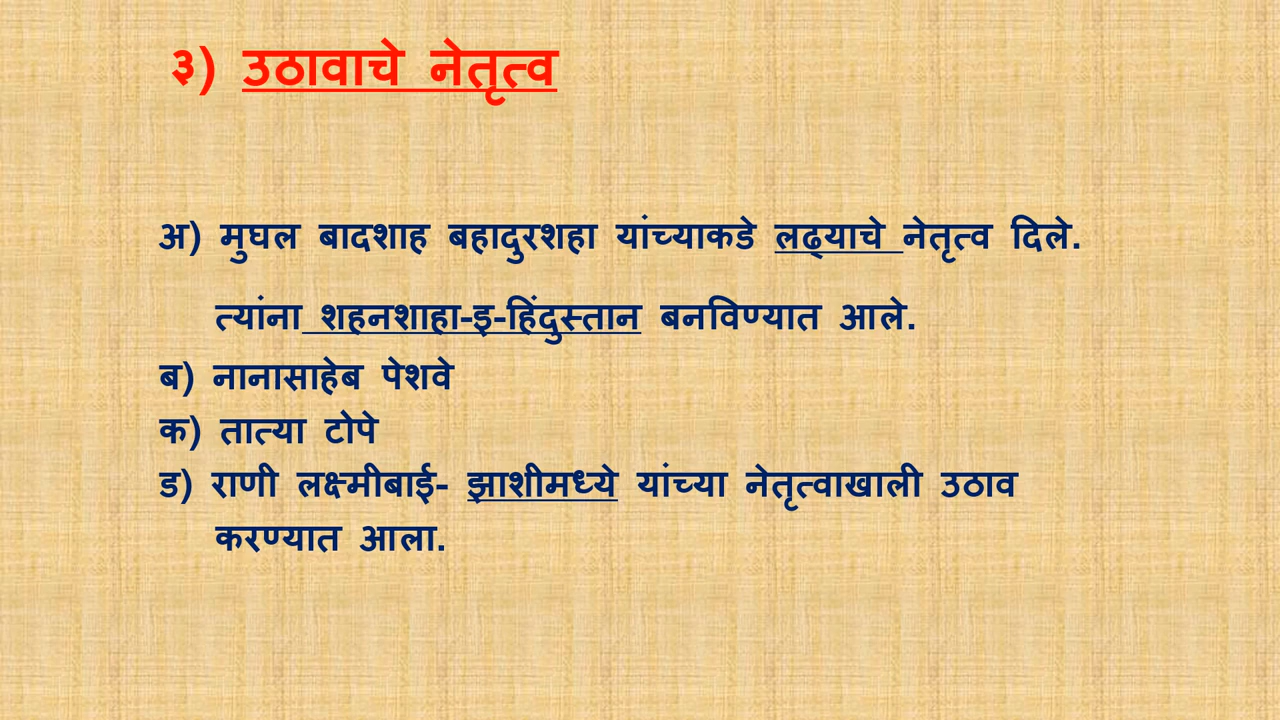 ३) उठावाचे नेतृत्व
अ) मुघल बादशाह बहादुरशहा यांच्याकडे लढ्याचे नेतृत्व दिले.
त्यांना शहनशाहा-इ-हिंदुस्तान बनविण्यात आले.
ब) नानासाहेब पेशवे
क) तात्या टोपे
ड) राणी लक्ष्मीबाई- झाशीमध्ये यांच्या नेतृत्वाखाली उठाव
करण्यात आला.